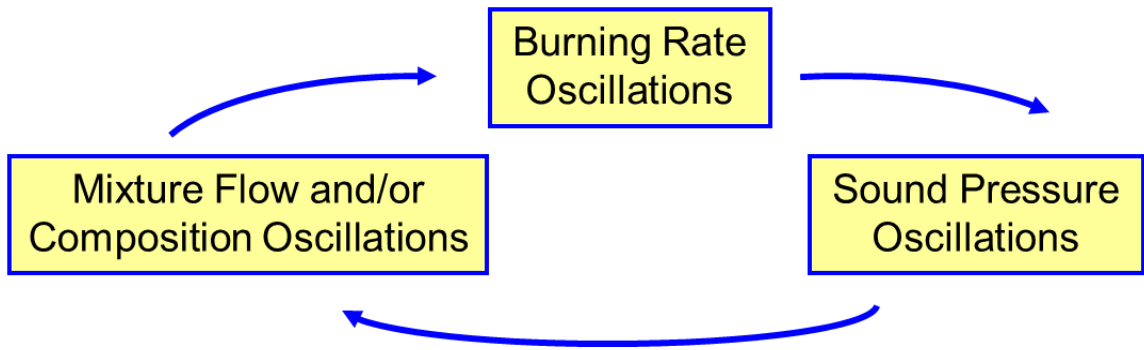 Burning Rate
Oscillations
Mixture Flow and/or
Composition Oscillations
Sound Pressure
Oscillations